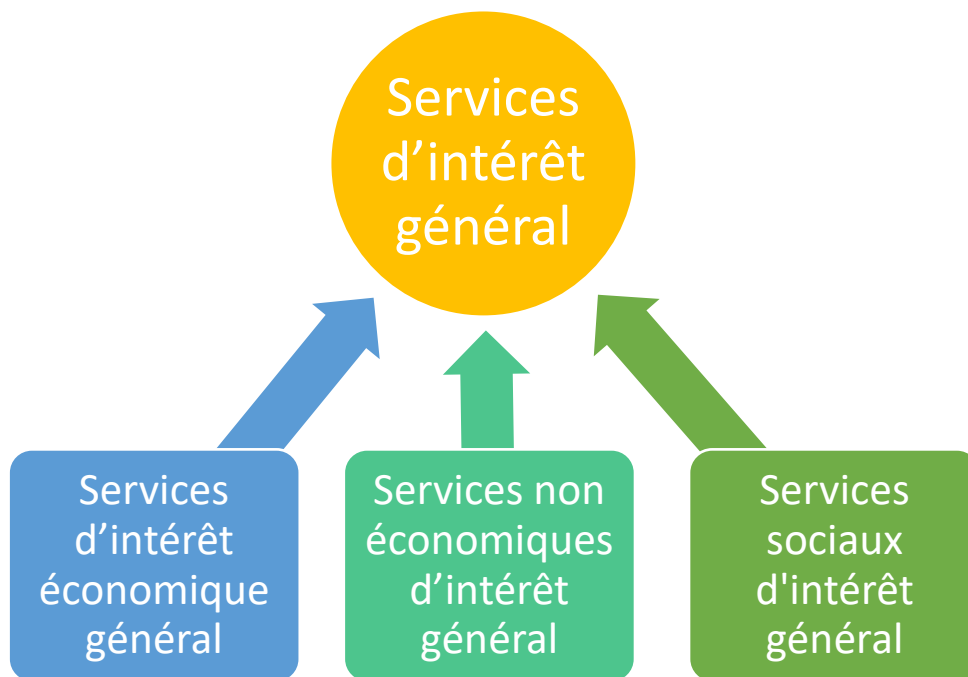 Services
d’intérêt
général
Services
d’intérêt
économique
général
Services non
économiques
d’intérêt
général
Services
sociaux
d'intérêt
général